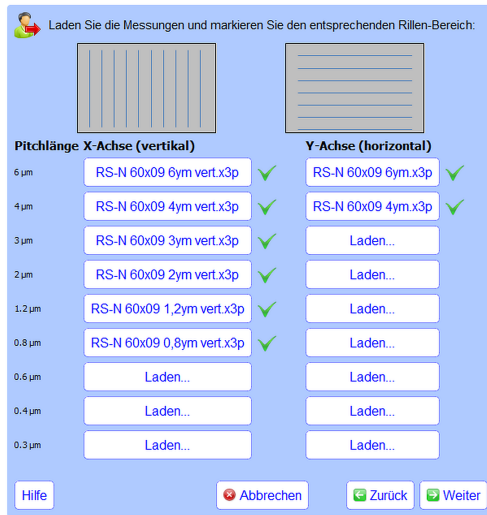 Laden Sie die Messungen und markieren Sie den entsprechenden Rillen-Bereich:
Pitchlänge X-Achse (vertikal) Y-Achse (horizontal)
6 µm RS-N 60x09 6ym vert.x3p RS-N 60x09 6ym.x3p
4 µm RS-N 60x09 4ym vert.x3p RS-N 60x09 4ym.x3p
3 µm RS-N 60x09 3ym vert.x3p Laden...
2 µm RS-N 60x09 2ym vert.x3p Laden...
1.2 µm RS-N 60x09 1,2ym vert.x3p Laden...
0.8 µm RS-N 60x09 0,8ym vert.x3p Laden...
0.6 µm Laden... Laden...
0.4 µm Laden... Laden...
0.3 µm Laden... Laden...
Hilfe Abbrechen Zurück Weiter